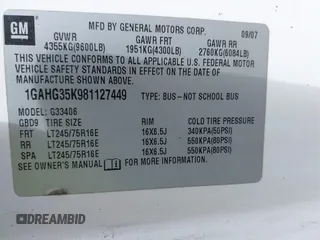 GM
MFD BY GENERAL MOTORS CORP. 09/07
GVWR GAWR FRT GAWR RR
4355KG(9600LB) 1951KG(4300LB) 2760KG(6084LB)
THIS VEHICLE CONFORMS TO ALL APPLICABLE U.S.
FEDERAL MOTOR VEHICLE SAFETY STANDARDS IN
EFFECT ON THE DATE OF MANUFACTURE SHOWN ABOVE.
1GAHG35K981127449 TYPE: BUS–NOT SCHOOL BUS
MODEL: G33406
GBD9 TIRE SIZE RIM COLD TIRE PRESSURE
FRT LT245/75R16E 16X6.5J 340KPA(50PSI)
RR LT245/75R16E 16X6.5J 550KPA(80PSI)
SPA LT245/75R16E 16X6.5J 550KPA(80PSI)
SEE OWNER'S MANUAL FOR ADDITIONAL INFORMATION.
DREAMBID